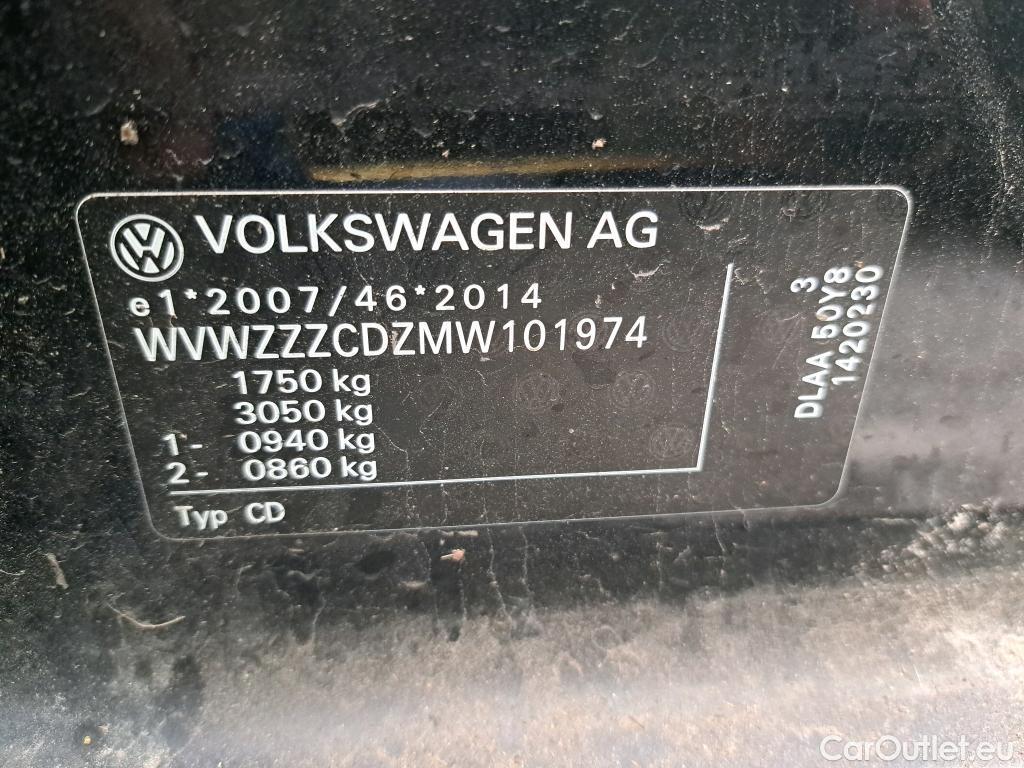 VOLKSWAGEN AG
e1*2007/46*2014
WVWZZZCDZMW101974
1750 kg
3050 kg
1- 0940 kg
2- 0860 kg
Typ CD
3
DLAA 50Y8
1420230
CarOutlet.eu